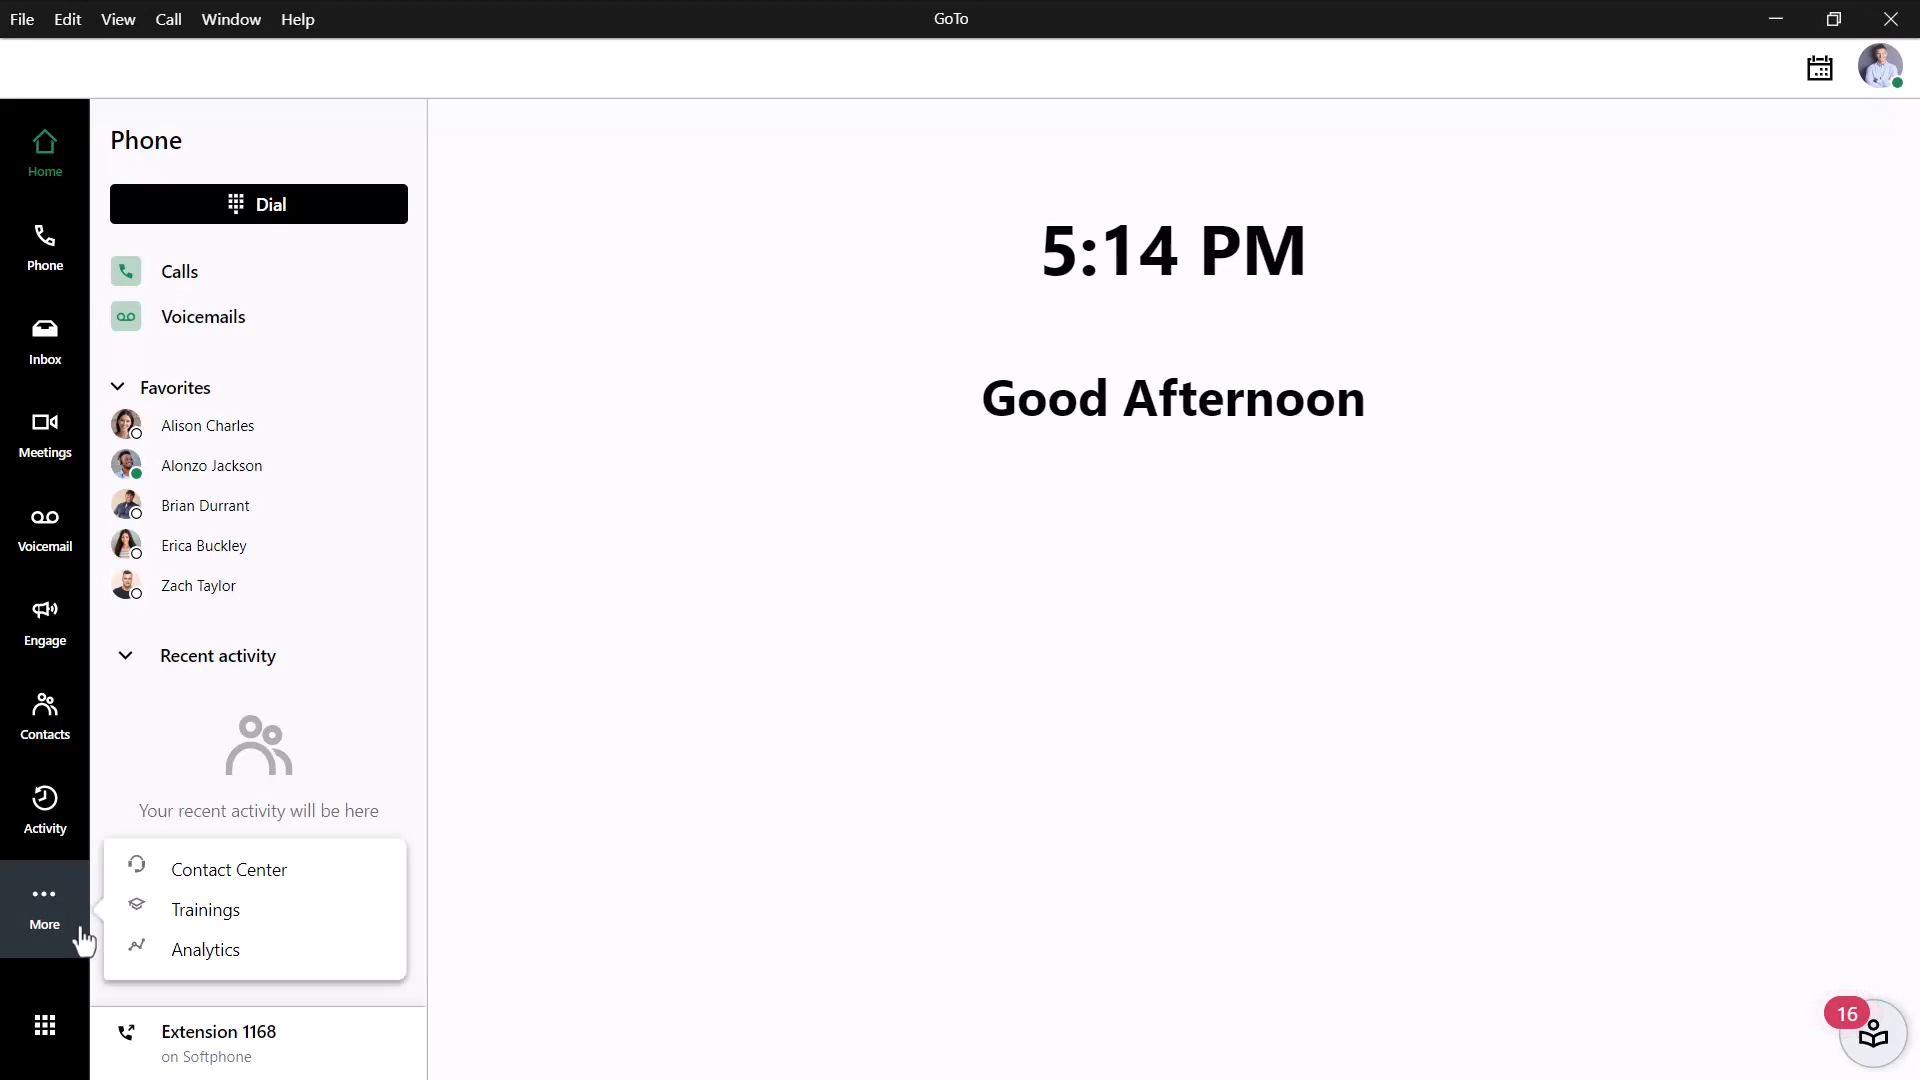 File Edit View Call Window Help
GoTo
Home
Phone
Inbox
Meetings
Voicemail
Engage
Contacts
Activity
More
Phone
Dial
Calls
Voicemails
Favorites
Alison Charles
Alonzo Jackson
Brian Durrant
Erica Buckley
Zach Taylor
Recent activity
Your recent activity will be here
Contact Center
Trainings
Analytics
Extension 1168
on Softphone
5:14 PM
Good Afternoon
16